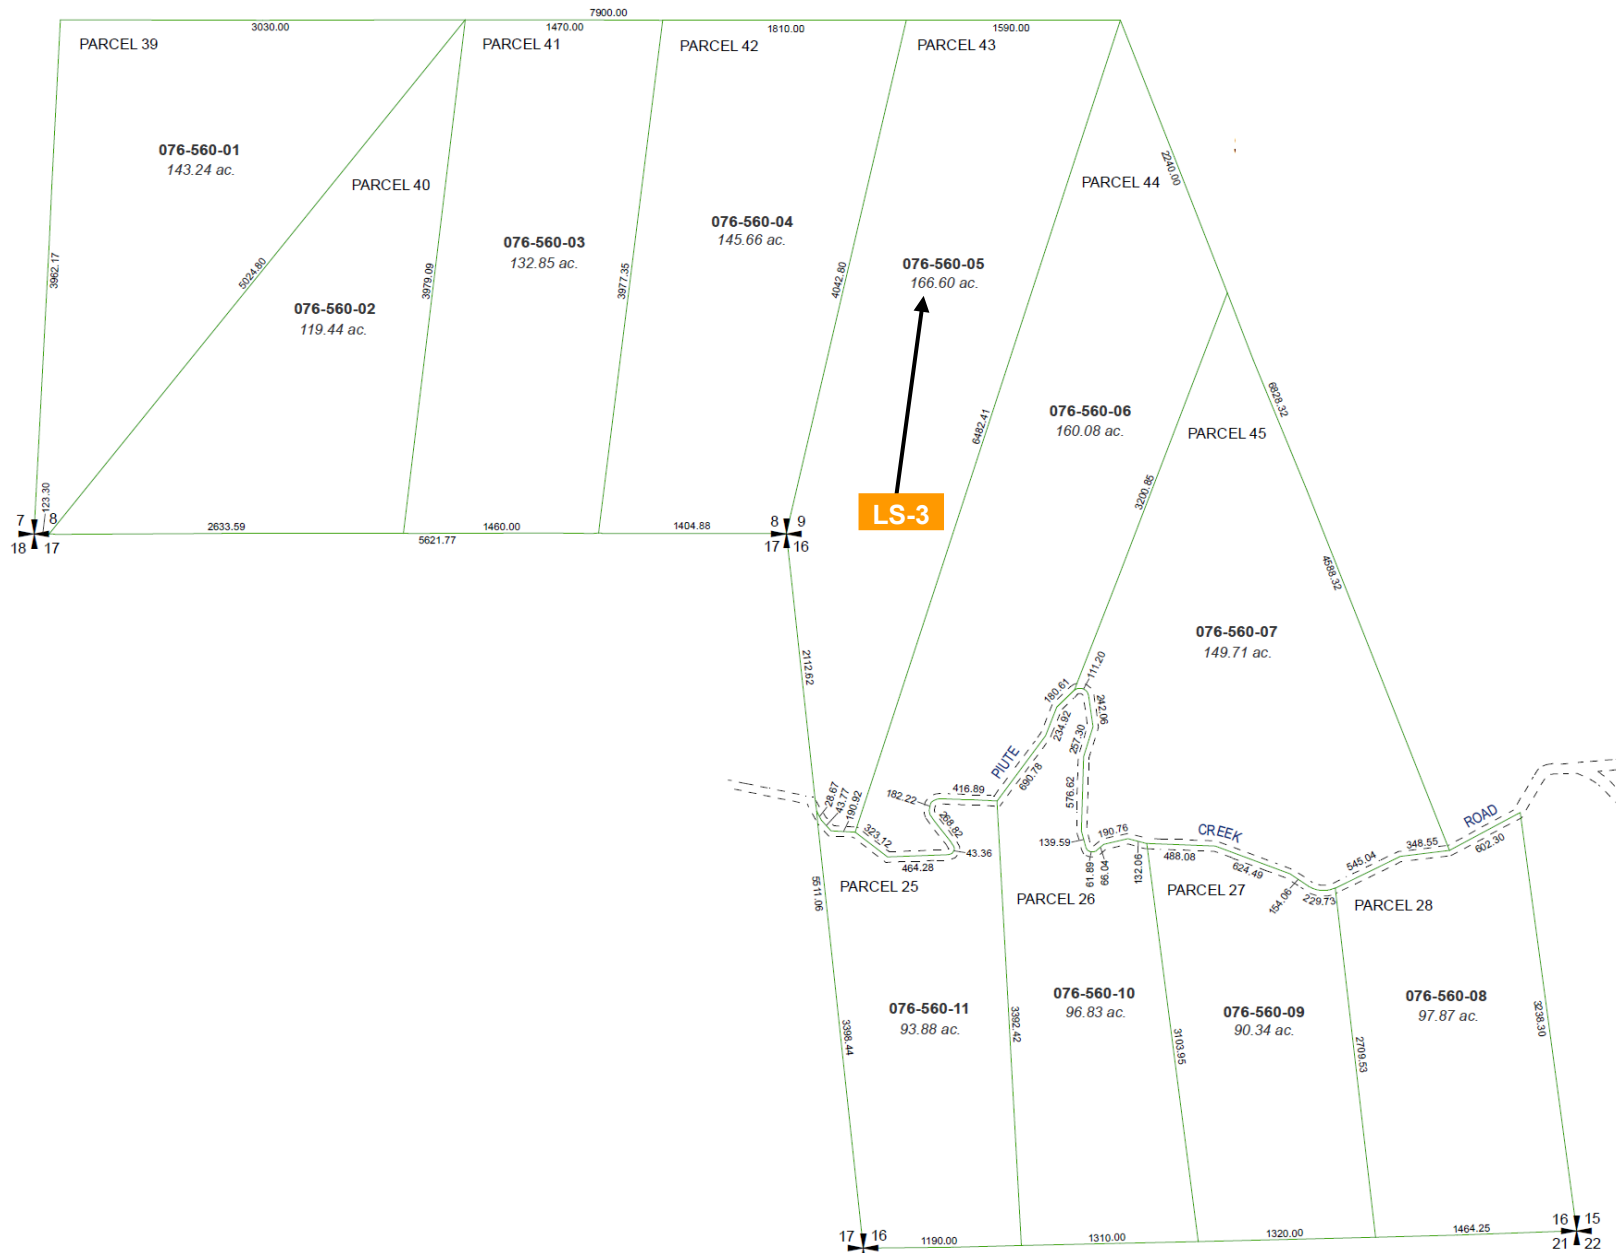 7900.00
3030.00
1470.00
1810.00
1590.00
PARCEL 39
PARCEL 41
PARCEL 42
PARCEL 43
076-560-01
143.24 ac.
PARCEL 40
PARCEL 44
2240.00
076-560-04
145.66 ac.
076-560-03
132.85 ac.
076-560-05
166.60 ac.
3962.17
5024.80
3979.09
3977.35
4042.80
076-560-02
119.44 ac.
6482.41
076-560-06
160.08 ac.
PARCEL 45
6828.32
3200.85
123.30
LS-3
7 8
18 17
2633.59
1460.00
1404.88
5621.77
8 9
17 16
4588.32
2112.62
076-560-07
149.71 ac.
180.61
111.20
234.92
242.06
257.30
PIUTE
690.78
576.62
416.89
182.22
268.82
28.67
43.77
190.92
323.12
464.28
43.36
139.59
190.76
61.89
66.04
132.06
CREEK
488.08
624.49
154.06
229.73
545.04
348.55
ROAD
602.30
5511.06
PARCEL 25
PARCEL 26
PARCEL 27
PARCEL 28
076-560-11
93.88 ac.
076-560-10
96.83 ac.
076-560-09
90.34 ac.
076-560-08
97.87 ac.
3398.44
3392.42
3103.95
2709.53
3238.30
17 16
1190.00
1310.00
1320.00
1464.25
16 15
21 22